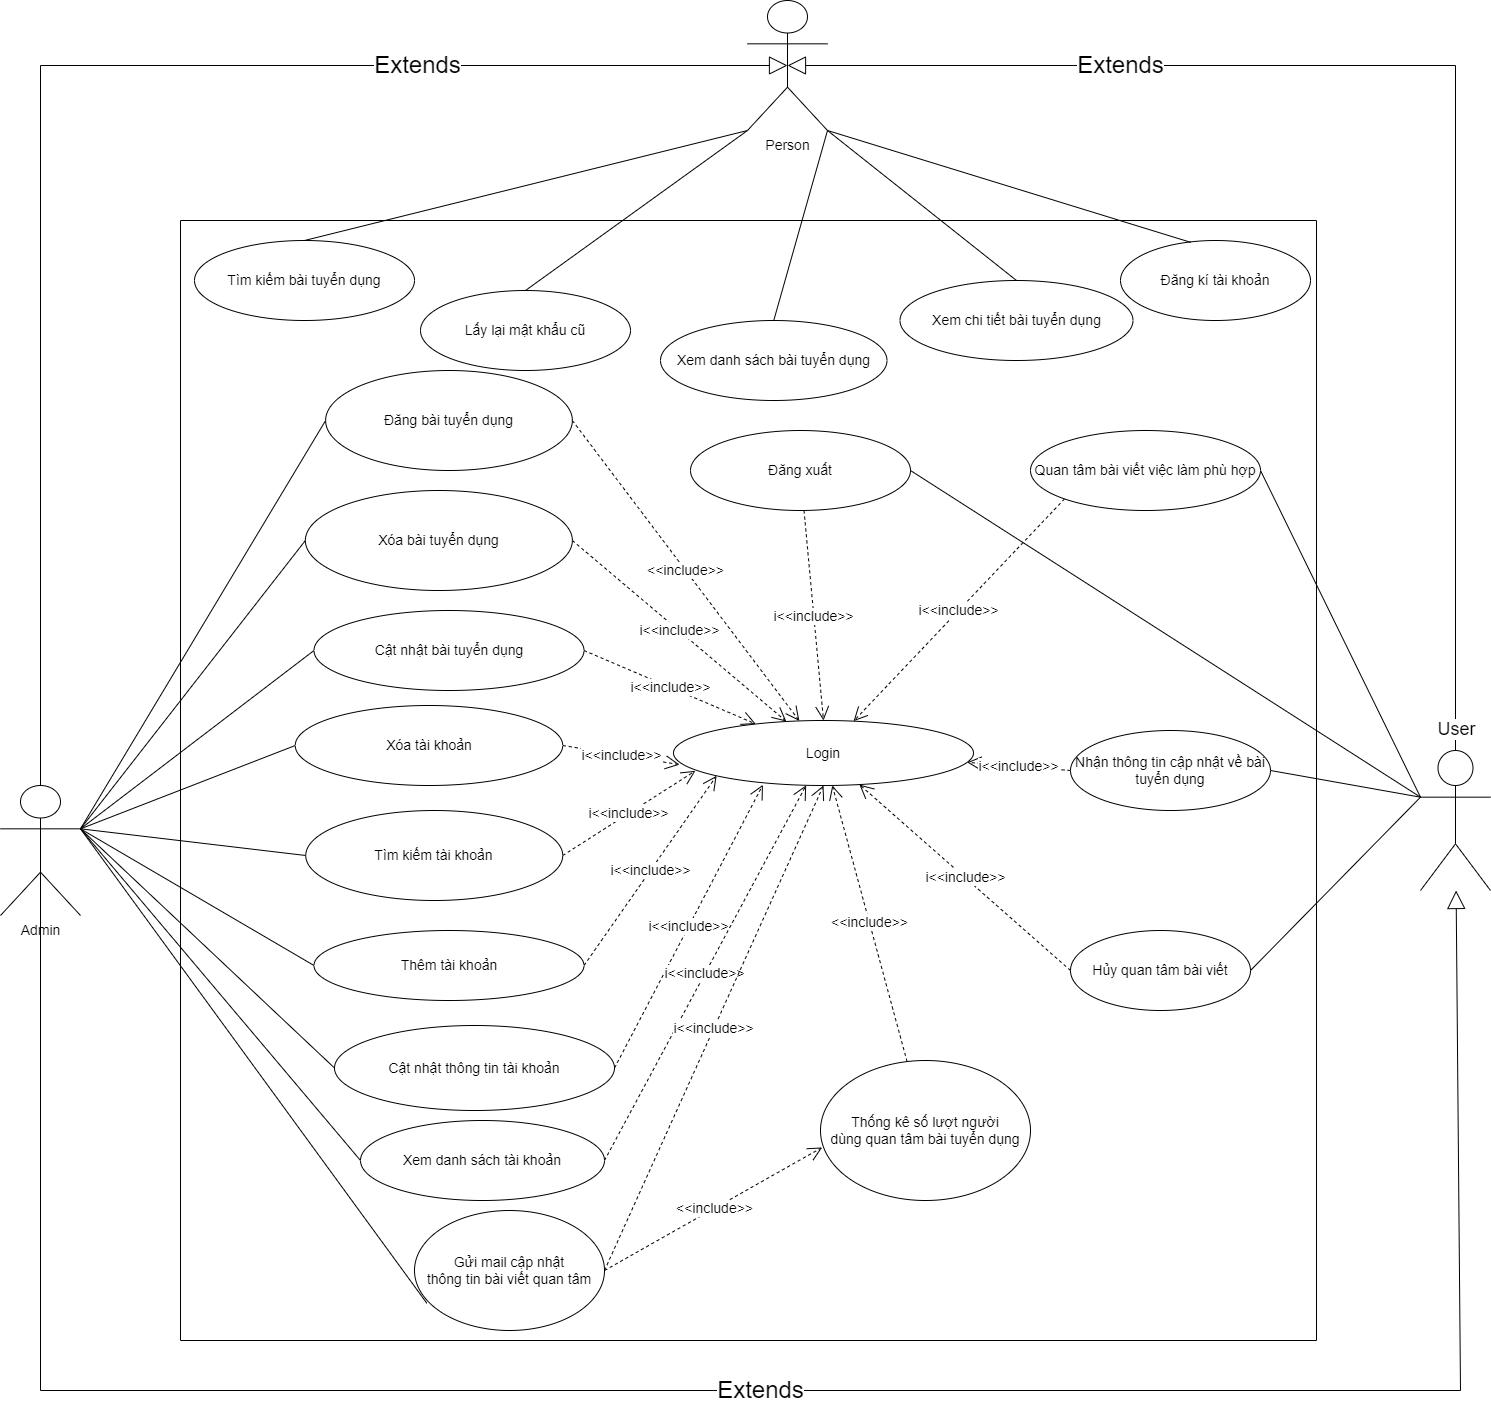 Extends
Extends
Person
Tìm kiếm bài tuyển dụng
Đăng kí tài khoản
Lấy lại mật khẩu cũ
Xem chi tiết bài tuyển dụng
Xem danh sách bài tuyển dụng
Đăng bài tuyển dụng
Đăng xuất
Quan tâm bài viết việc làm phù hợp
Xóa bài tuyển dụng
<<include>>
i<<include>>
i<<include>>
i<<include>>
Cật nhật bài tuyển dụng
i<<include>>
User
Xóa tài khoản
i<<include>>
Login
i<<include>>
Nhận thông tin cập nhật về bài
tuyển dụng
i<<include>>
Tìm kiếm tài khoản
i<<include>>
i<<include>>
Admin
i<<include>>
<<include>>
Thêm tài khoản
i<<include>>
Hủy quan tâm bài viết
i<<include>>
Cật nhật thông tin tài khoản
Thống kê số lượt người
dùng quan tâm bài tuyển dụng
Xem danh sách tài khoản
<<include>>
Gửi mail cập nhật
thông tin bài viết quan tâm
Extends